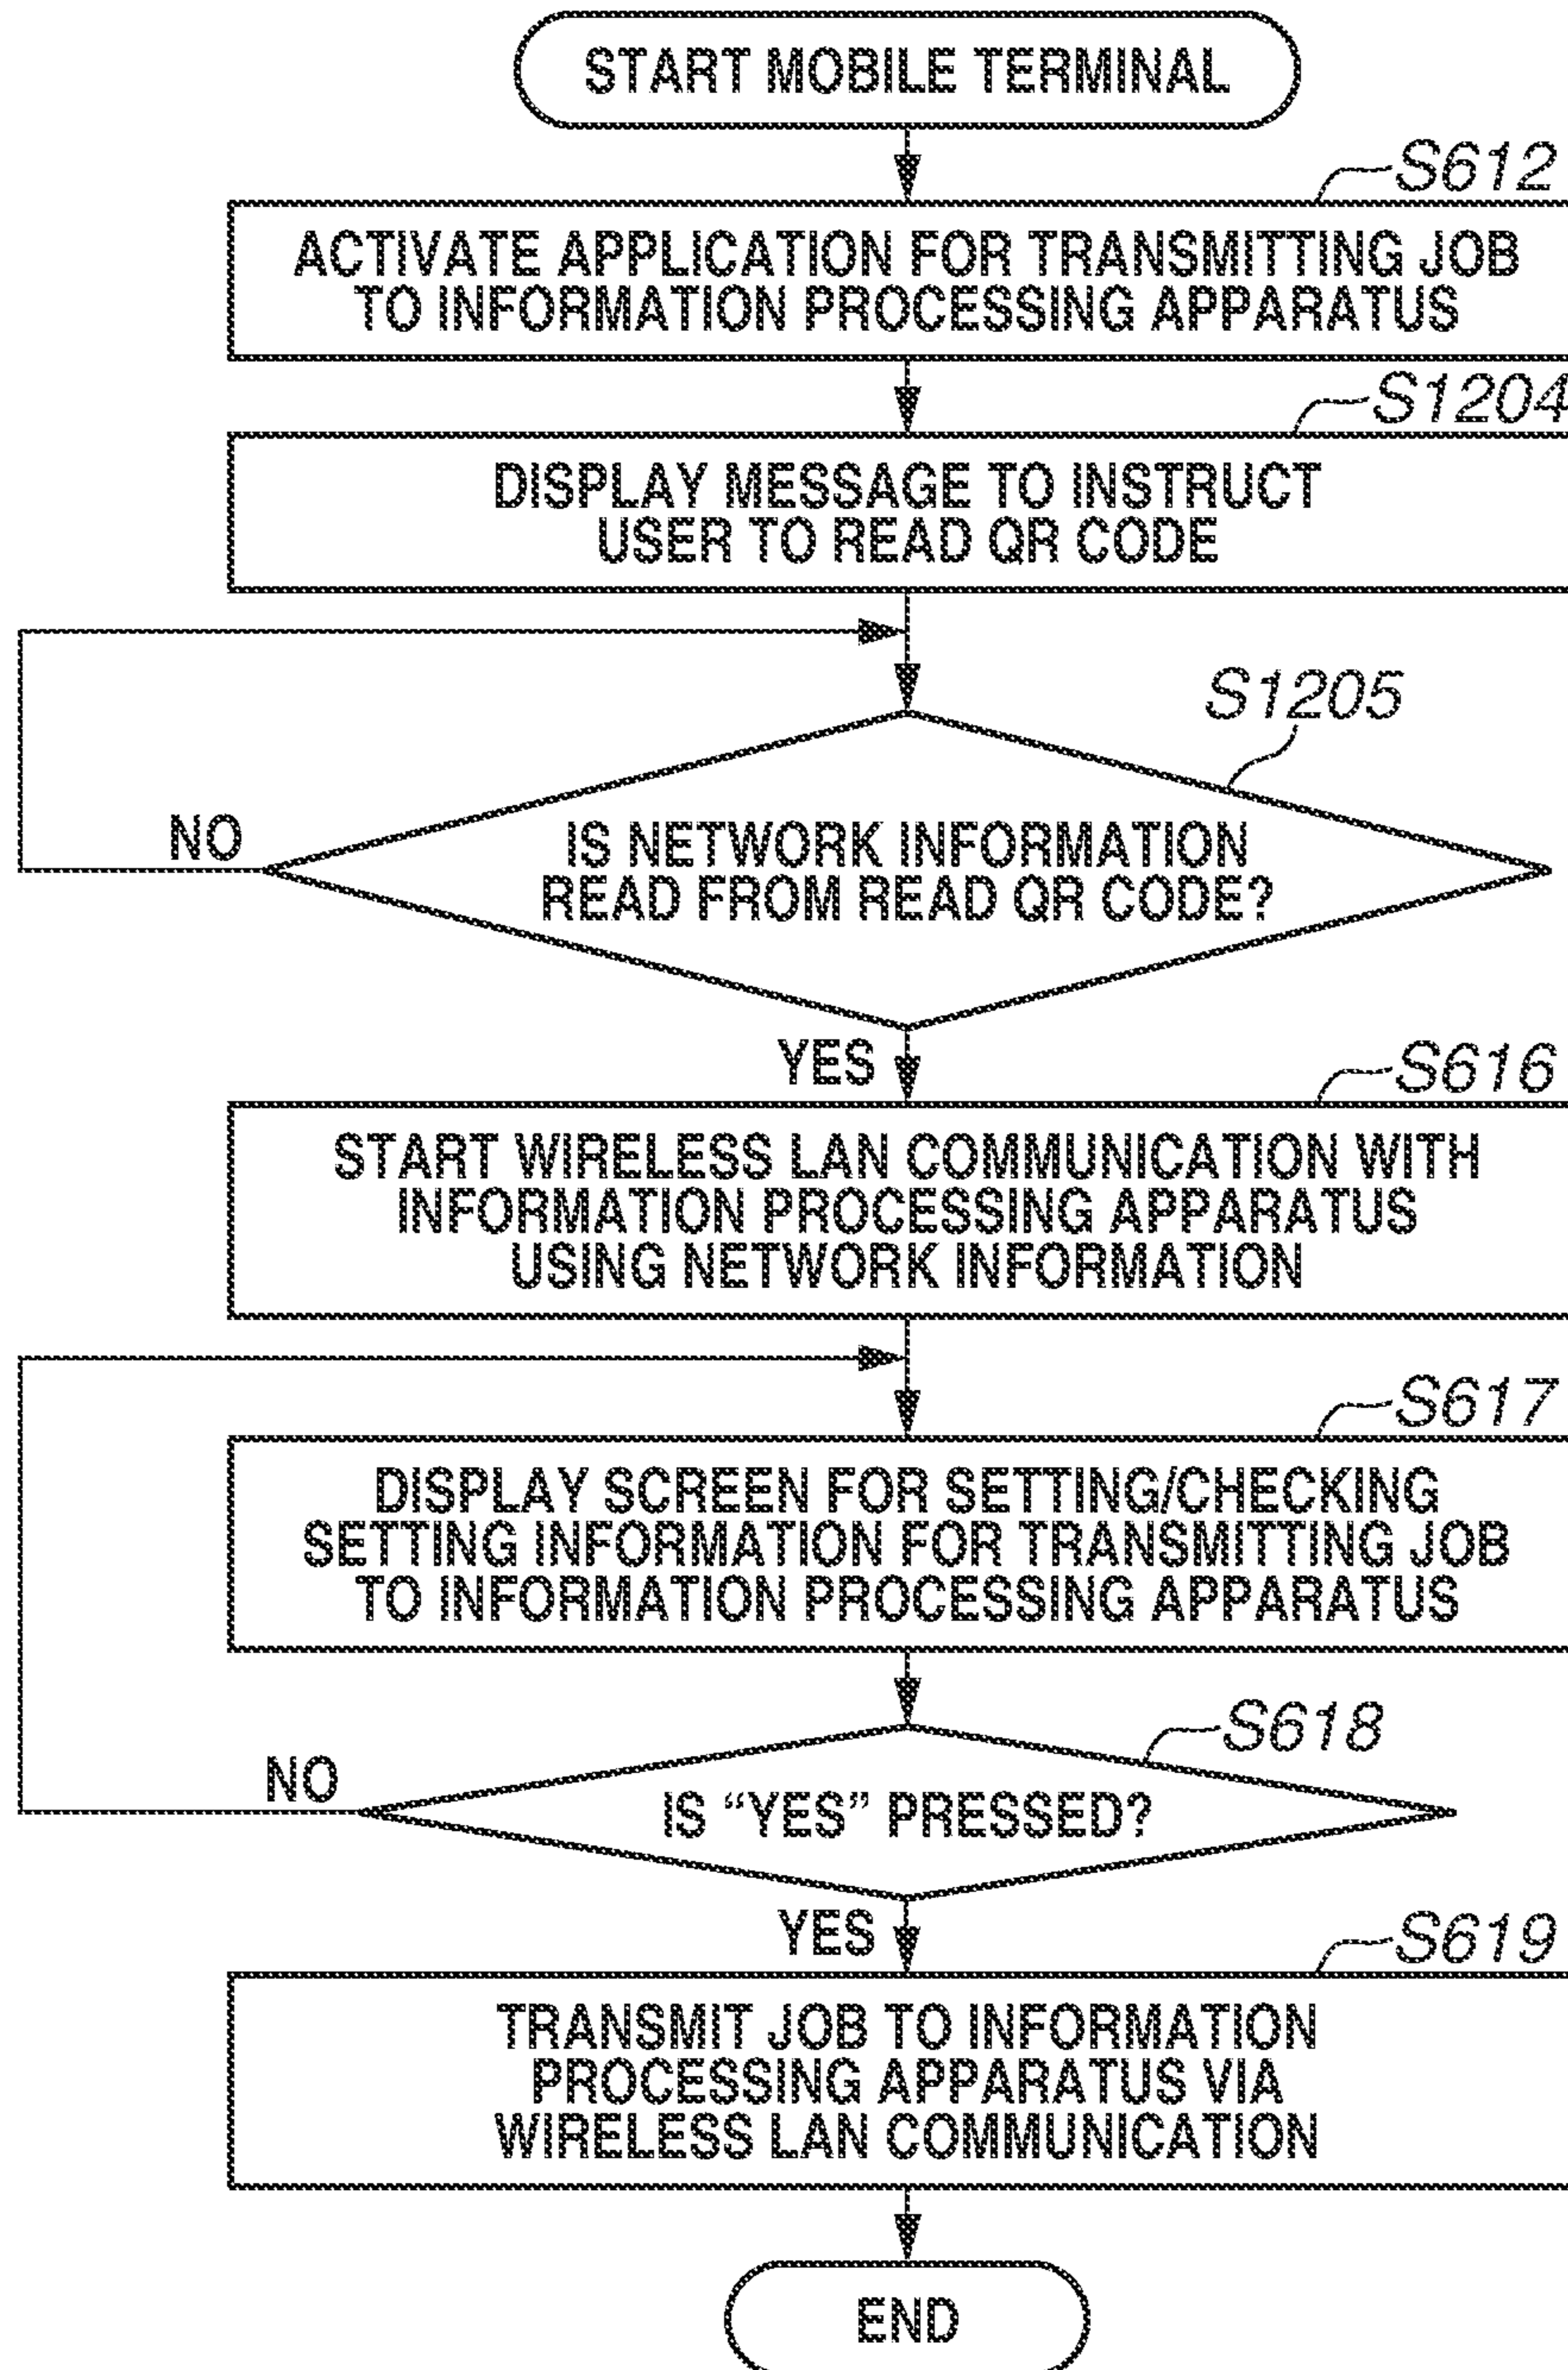 START MOBILE TERMINAL
S612
ACTIVATE APPLICATION FOR TRANSMITTING JOB
TO INFORMATION PROCESSING APPARATUS
S1204
DISPLAY MESSAGE TO INSTRUCT
USER TO READ QR CODE
S1205
NO
IS NETWORK INFORMATION
READ FROM READ QR CODE?
YES
S616
START WIRELESS LAN COMMUNICATION WITH
INFORMATION PROCESSING APPARATUS
USING NETWORK INFORMATION
S617
DISPLAY SCREEN FOR SETTING/CHECKING
SETTING INFORMATION FOR TRANSMITTING JOB
TO INFORMATION PROCESSING APPARATUS
S618
NO
IS “YES” PRESSED?
YES
S619
TRANSMIT JOB TO INFORMATION
PROCESSING APPARATUS VIA
WIRELESS LAN COMMUNICATION
END